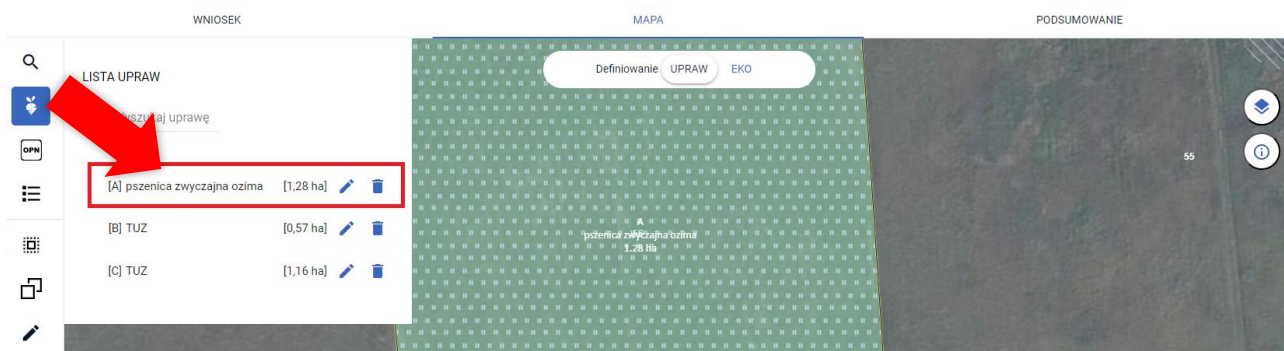 WNIOSEK
MAPA
PODSUMOWANIE
LISTA UPRAW
Definiowanie UPRAW EKO
uprawę
OPN
55
[A] pszenica zwyczajna ozima [1,28 ha]
[B] TUZ [0,57 ha]
[C] TUZ [1,16 ha]
A
pszenica zwyczajna ozima
1.28 ha